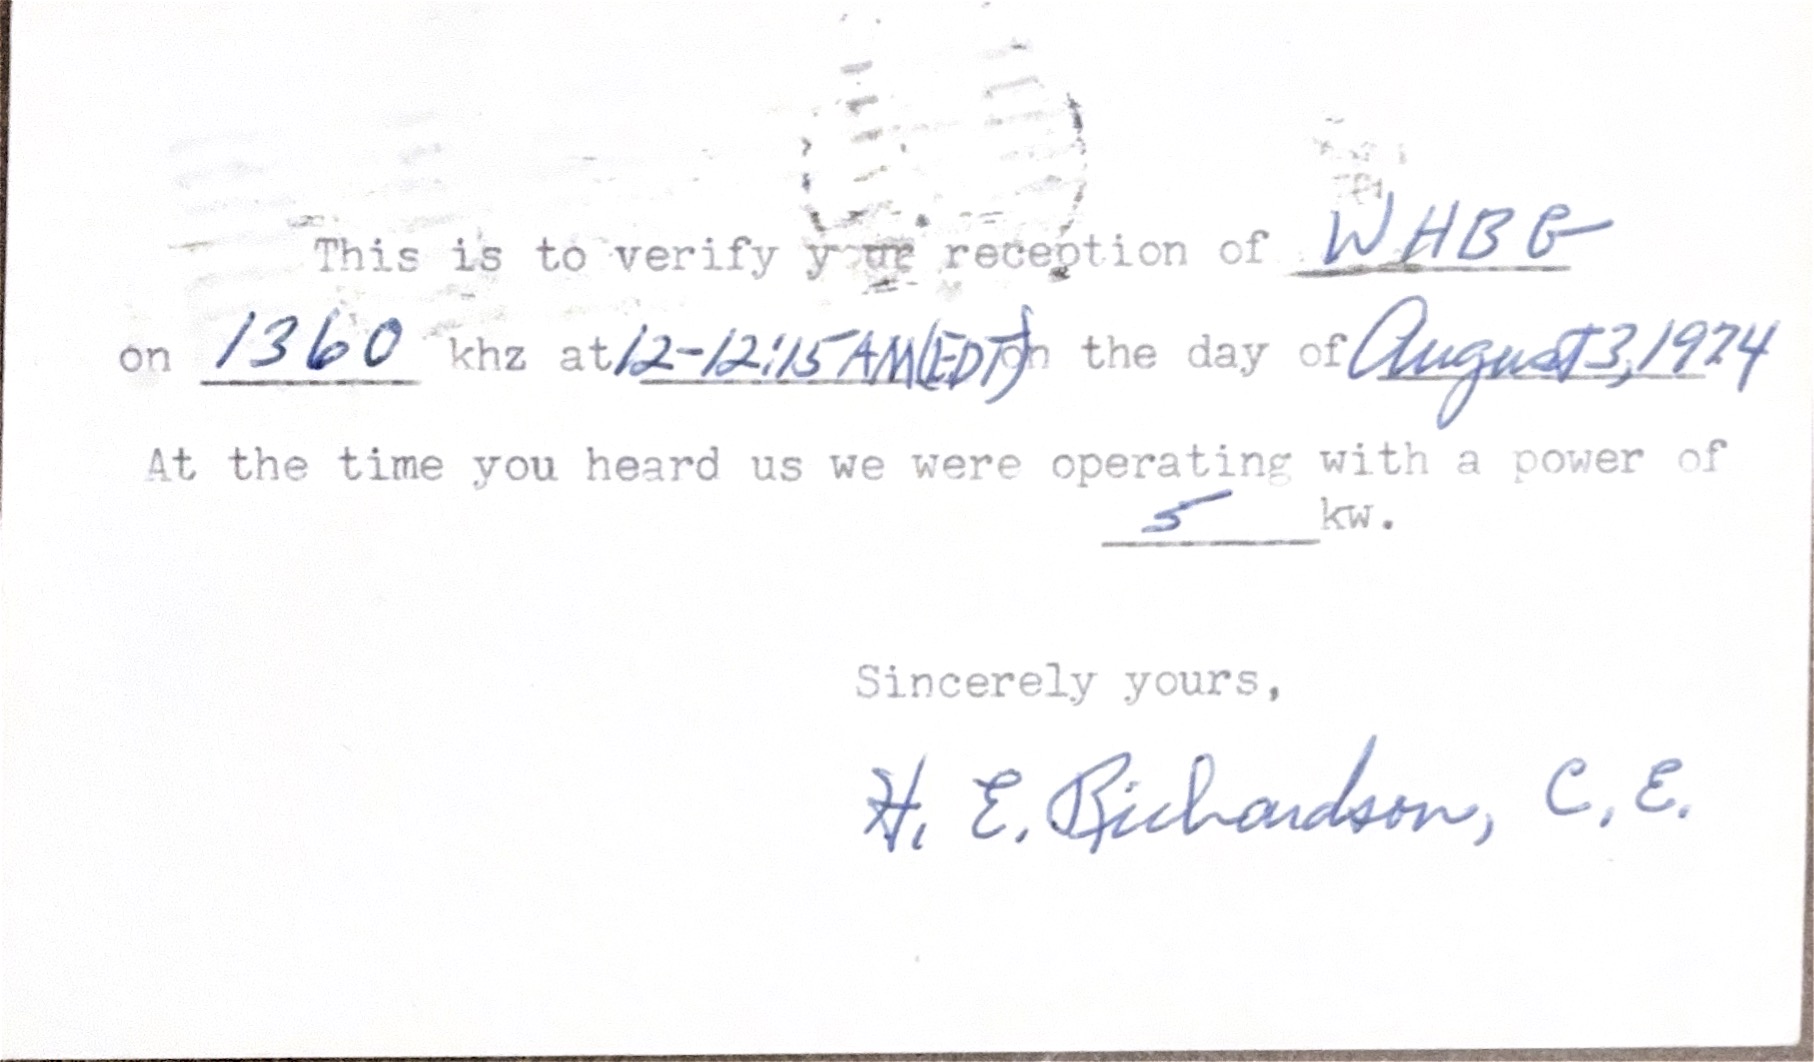 This is to verify your reception of WHBG
on 1360 khz at 12-12:15 AM (EDT) on the day of August 3, 1974
At the time you heard us we were operating with a power of
5 kw.
Sincerely yours,
H. E. Richardson, C. E.